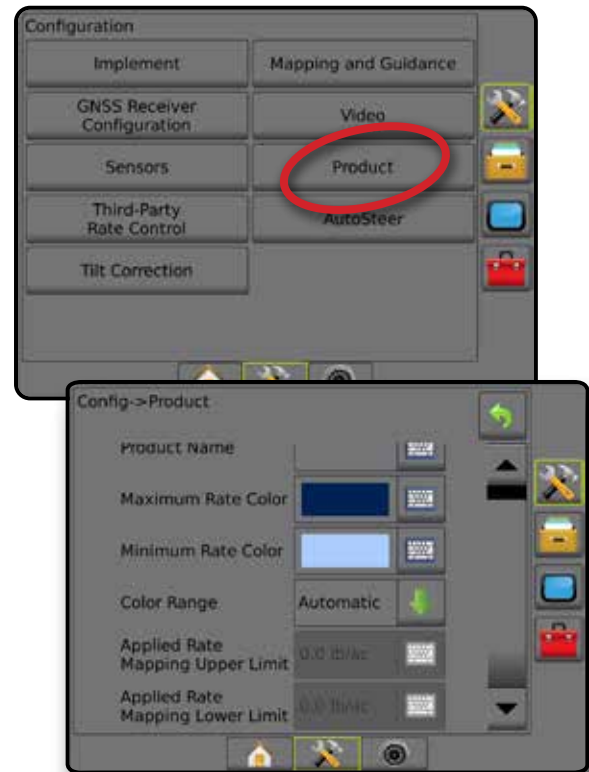 Configuration
Implement
Mapping and Guidance
GNSS Receiver
Configuration
Video
Sensors
Product
Third-Party
Rate Control
AutoSteer
Tilt Correction
Config->Product
Product Name
Maximum Rate Color
Minimum Rate Color
Color Range
Automatic
Applied Rate
Mapping Upper Limit
0.0 lb/ac
Applied Rate
Mapping Lower Limit
0.0 lb/ac